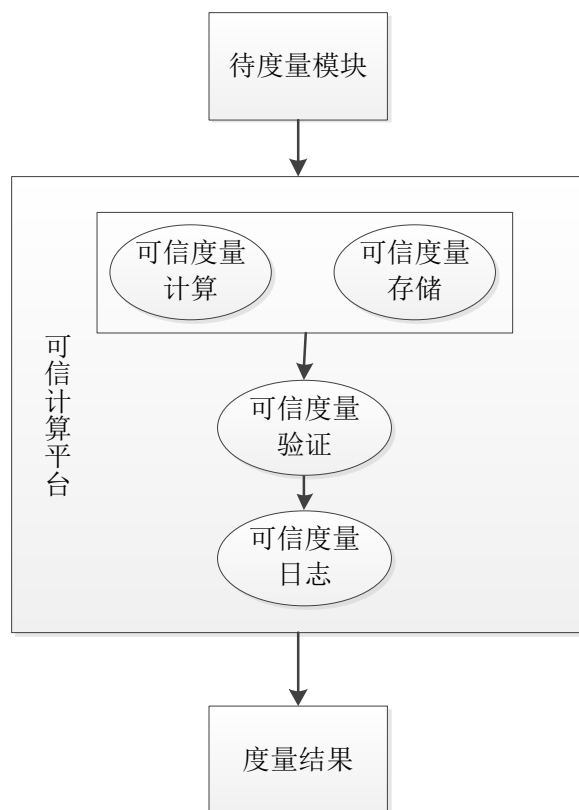 待度量模块
可信度量
计算
可信度量
存储
可信计算平台
可信度量
验证
可信度量
日志
度量结果